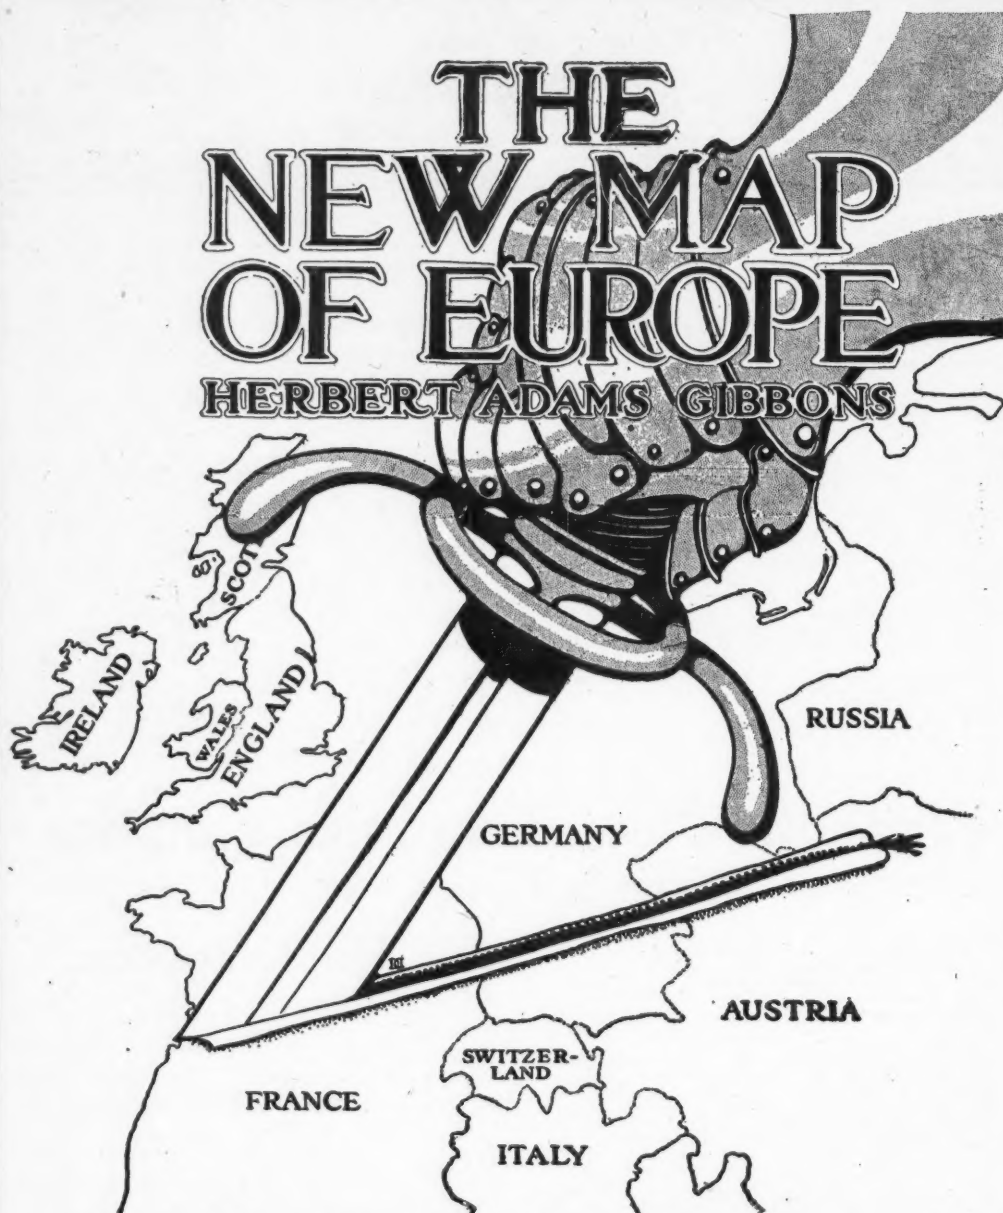 THE
NEW MAP
OF EUROPE
HERBERT ADAMS GIBBONS
SCOT
IRELAND
WALES
ENGLAND
RUSSIA
GERMANY
AUSTRIA
SWITZER-
LAND
FRANCE
ITALY